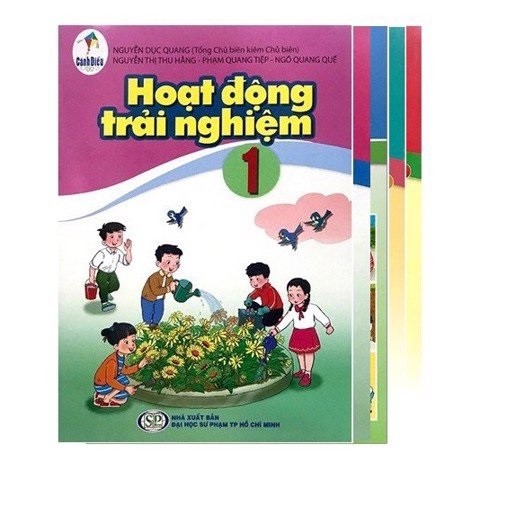 Cánh Diều
NGUYỄN DỤC QUANG (Tổng Chủ biên kiêm Chủ biên)
NGUYỄN THỊ THU HẰNG - PHẠM QUANG TIỆP - NGÔ QUANG QUẾ
Hoạt động
trải nghiệm
1
SP
NHÀ XUẤT BẢN
ĐẠI HỌC SƯ PHẠM TP HỒ CHÍ MINH